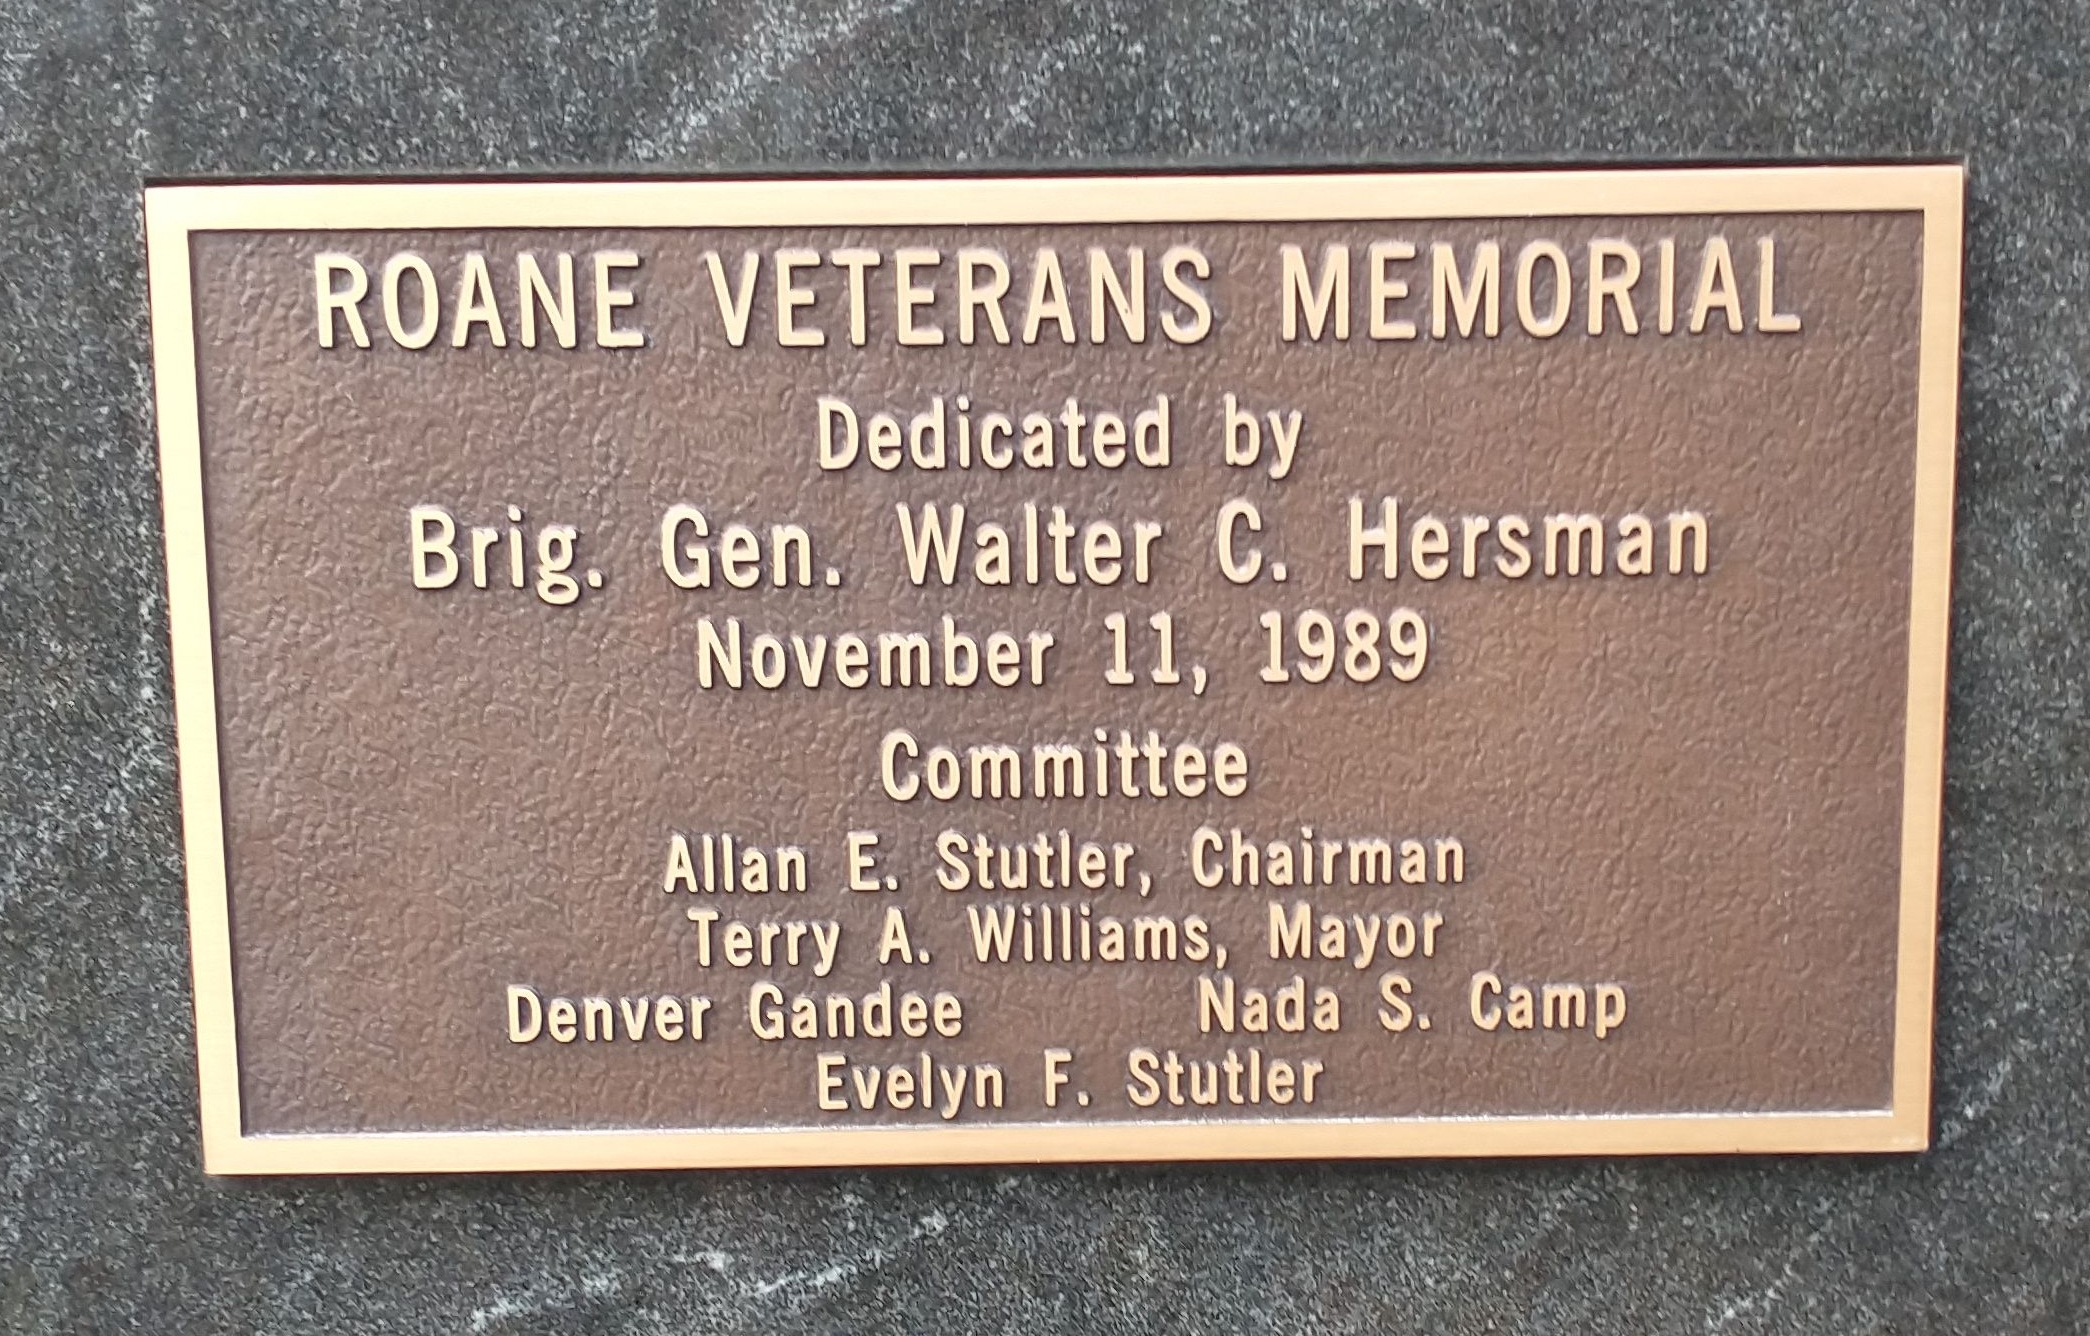 ROANE VETERANS MEMORIAL
Dedicated by
Brig. Gen. Walter C. Hersman
November 11, 1989
Committee
Allan E. Stutler, Chairman
Terry A. Williams, Mayor
Denver Gandee Nada S. Camp
Evelyn F. Stutler